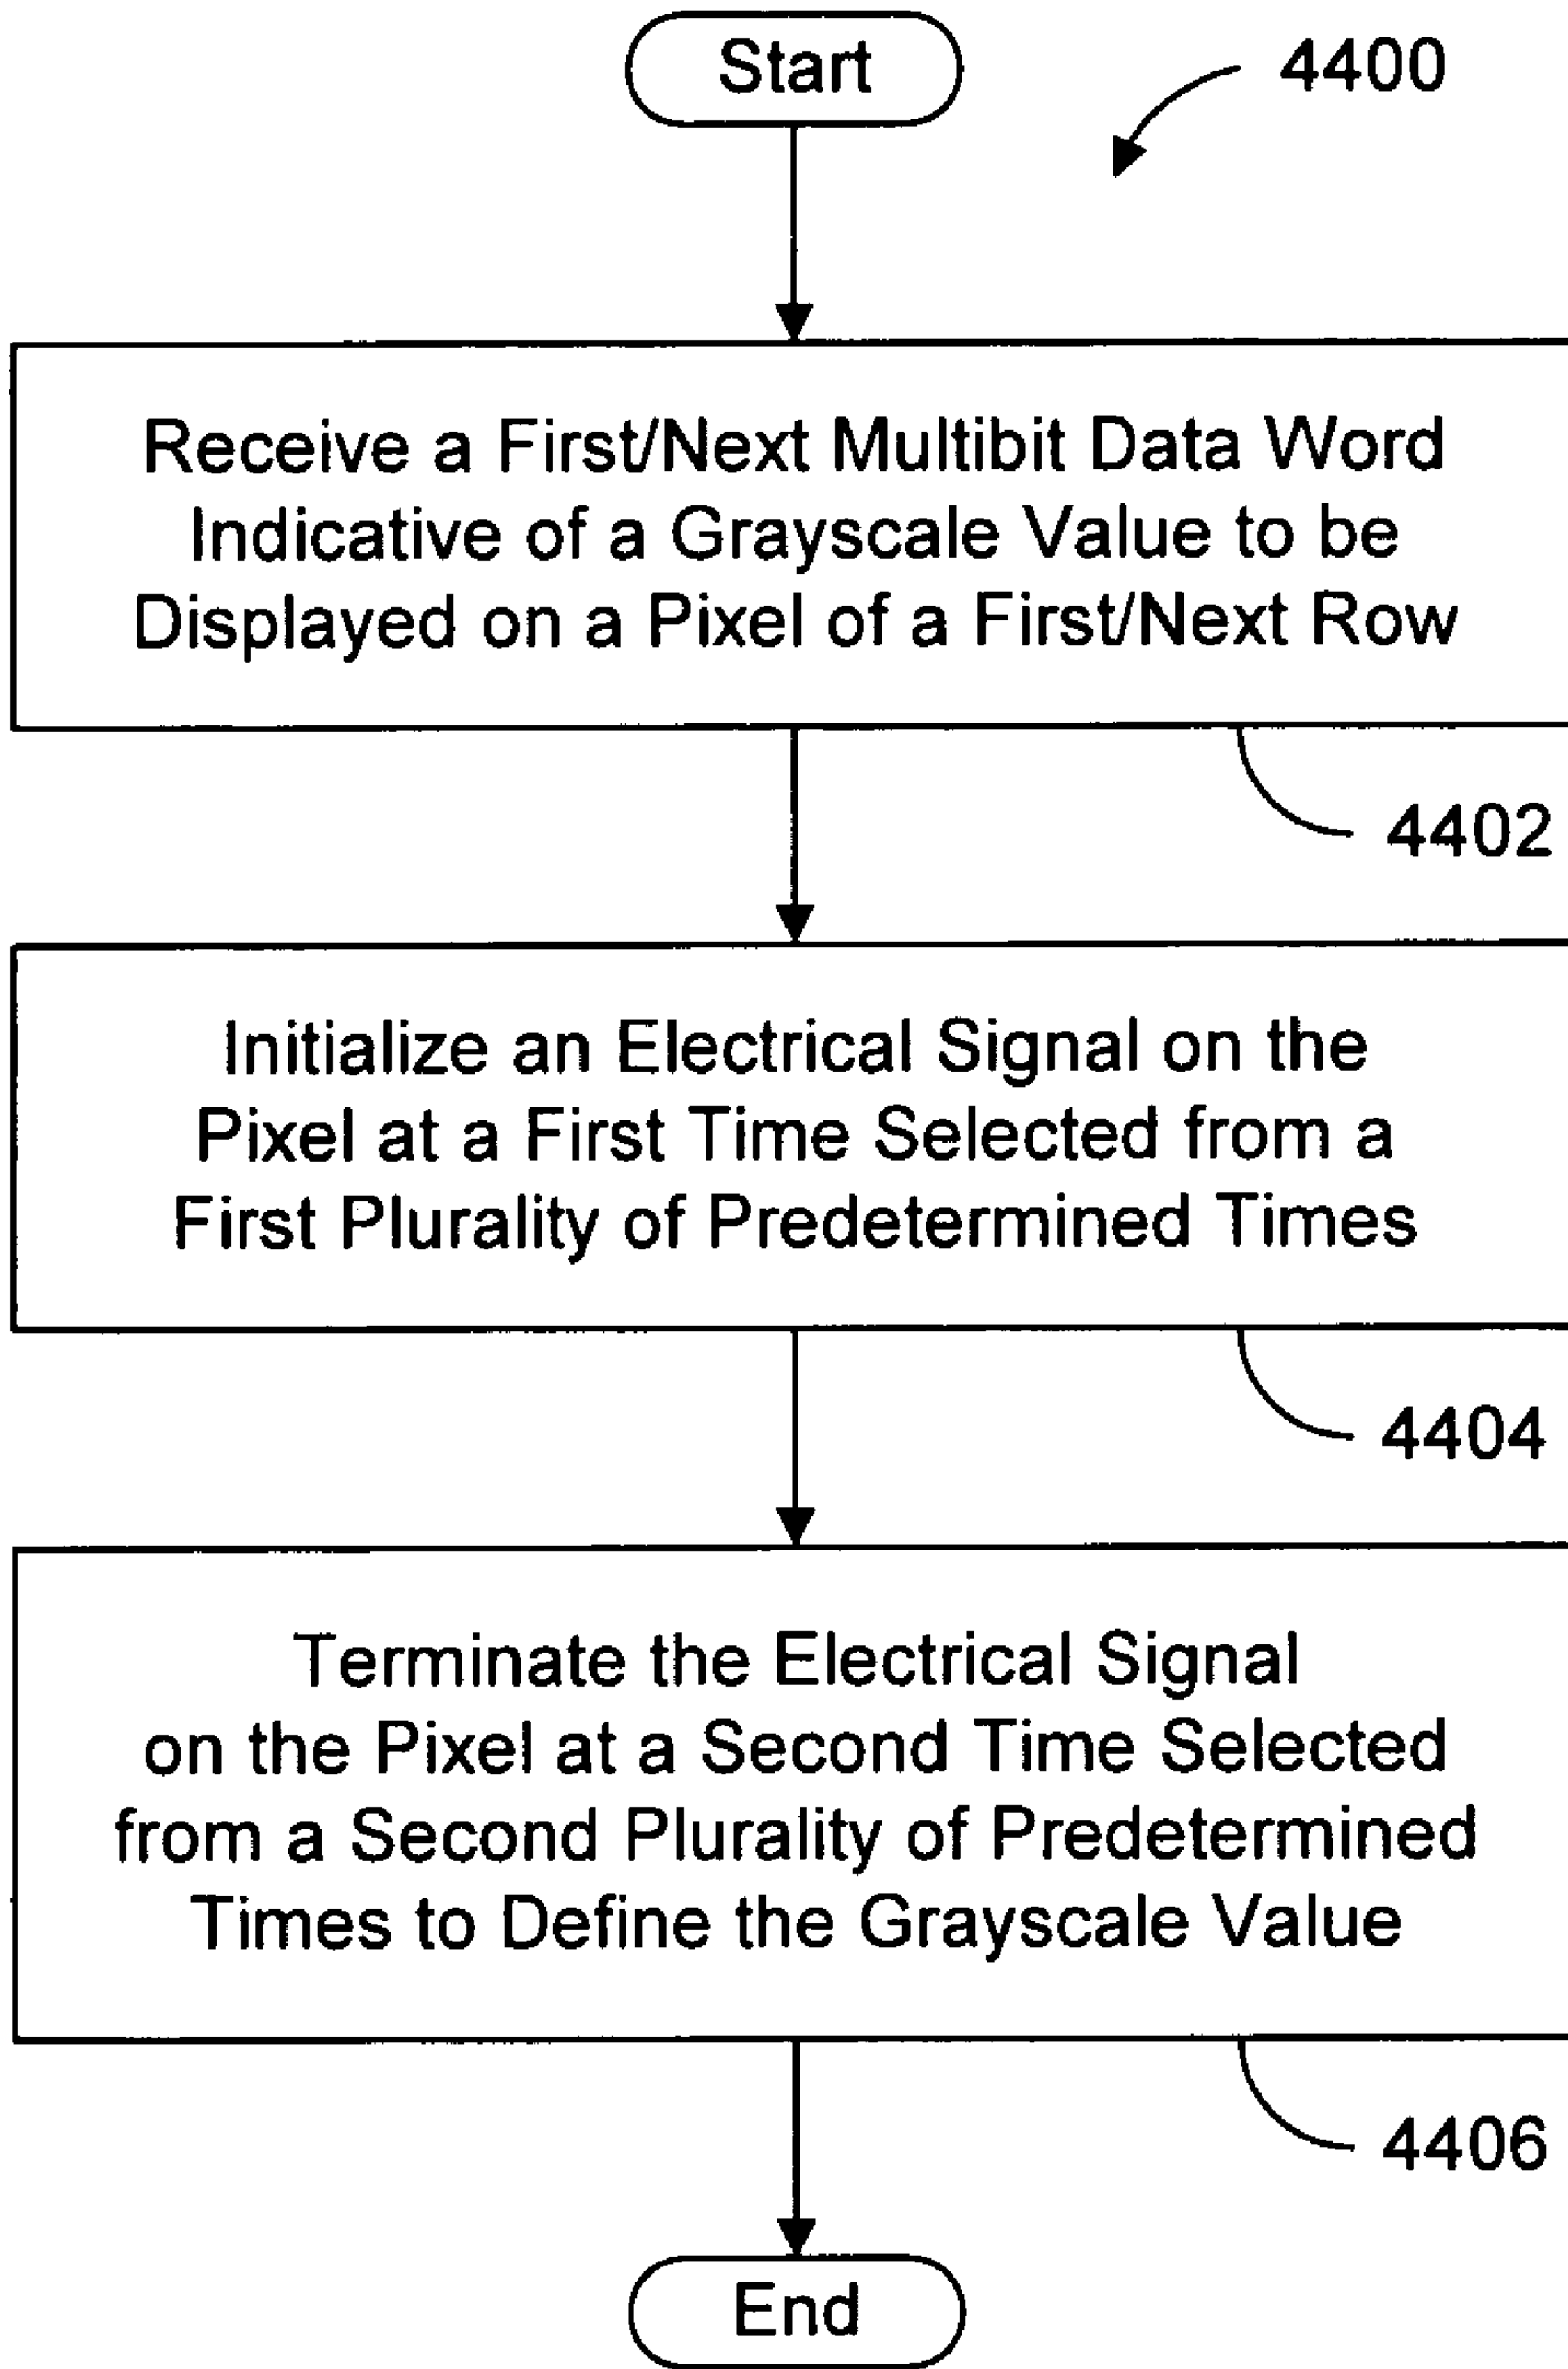 Start
4400
Receive a First/Next Multibit Data Word
Indicative of a Grayscale Value to be
Displayed on a Pixel of a First/Next Row
4402
Initialize an Electrical Signal on the
Pixel at a First Time Selected from a
First Plurality of Predetermined Times
4404
Terminate the Electrical Signal
on the Pixel at a Second Time Selected
from a Second Plurality of Predetermined
Times to Define the Grayscale Value
4406
End